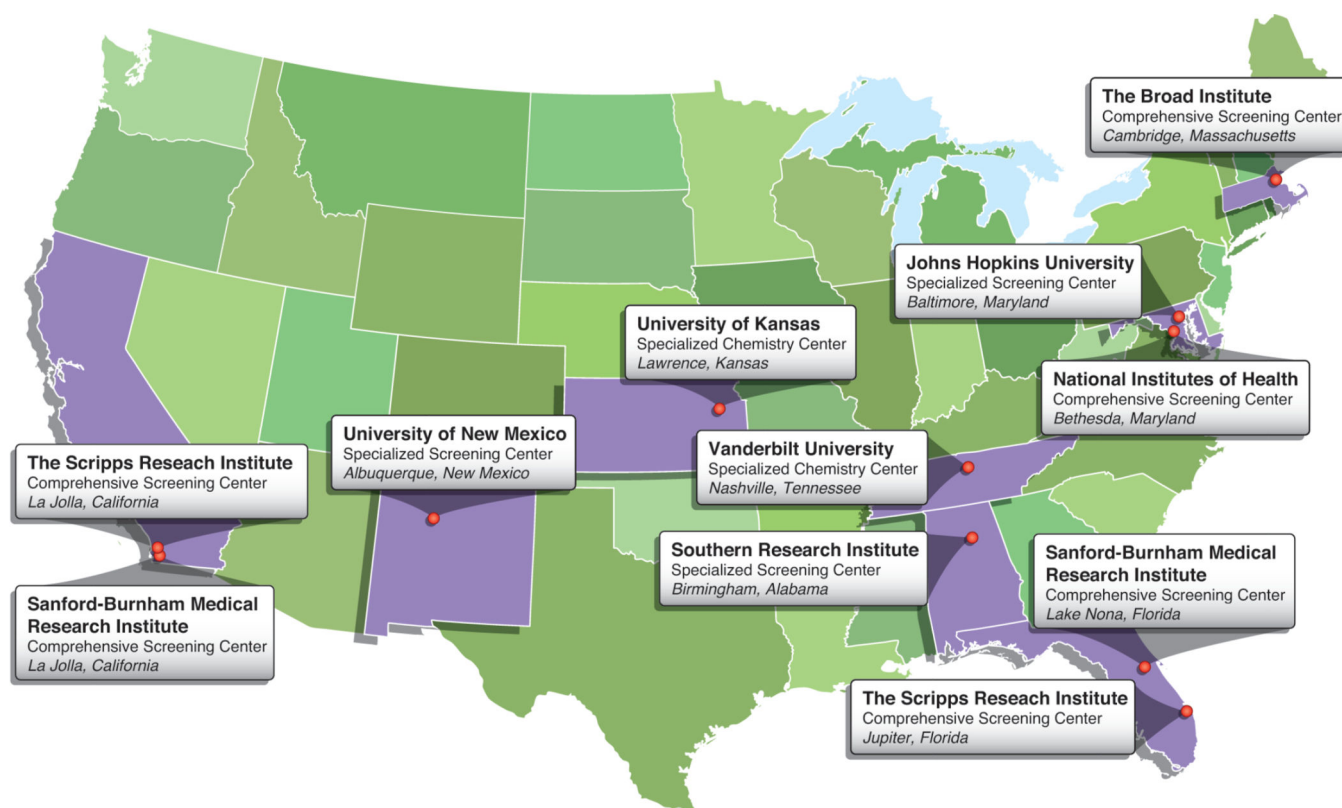 The Broad Institute
Comprehensive Screening Center
Cambridge, Massachusetts
Johns Hopkins University
Specialized Screening Center
Baltimore, Maryland
University of Kansas
Specialized Chemistry Center
Lawrence, Kansas
National Institutes of Health
Comprehensive Screening Center
Bethesda, Maryland
University of New Mexico
Specialized Screening Center
Albuquerque, New Mexico
Vanderbilt University
Specialized Chemistry Center
Nashville, Tennessee
The Scripps Reseach Institute
Comprehensive Screening Center
La Jolla, California
Southern Research Institute
Specialized Screening Center
Birmingham, Alabama
Sanford-Burnham Medical
Research Institute
Comprehensive Screening Center
Lake Nona, Florida
Sanford-Burnham Medical
Research Institute
Comprehensive Screening Center
La Jolla, California
The Scripps Reseach Institute
Comprehensive Screening Center
Jupiter, Florida